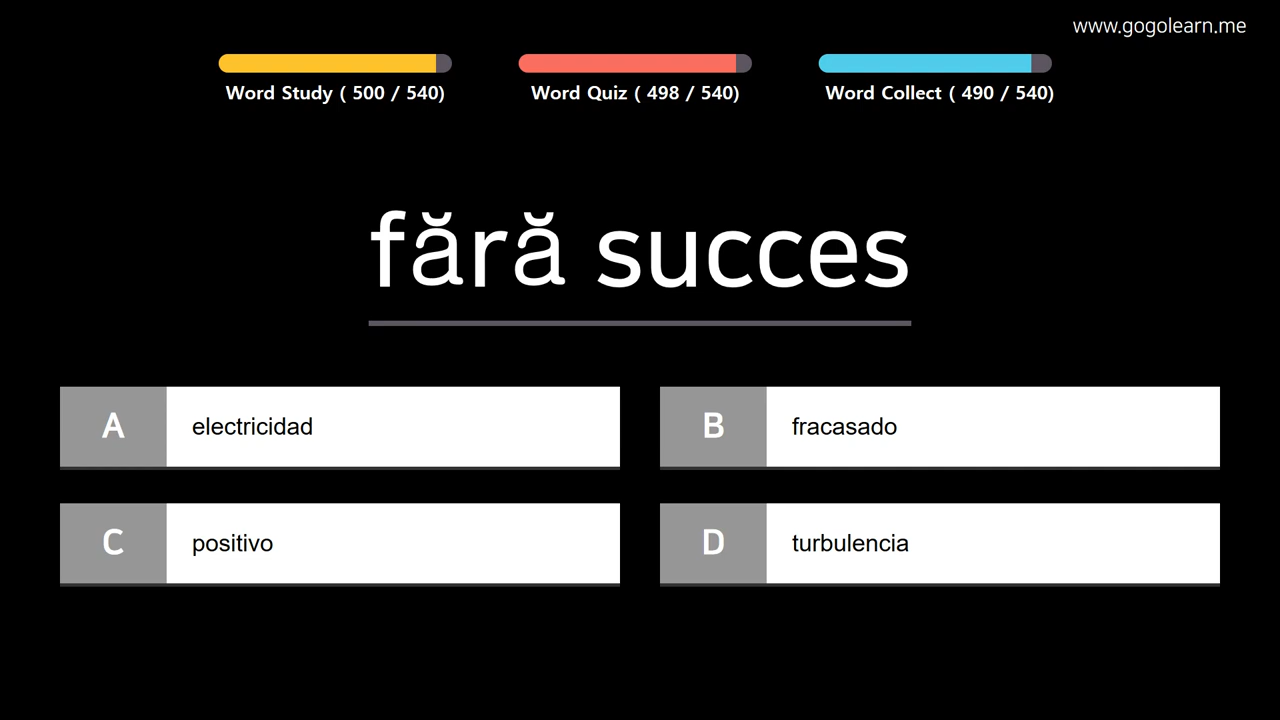 www.gogolearn.me
Word Study ( 500 / 540)
Word Quiz ( 498 / 540)
Word Collect ( 490 / 540)
fără succes
A electricidad
B fracasado
C positivo
D turbulencia